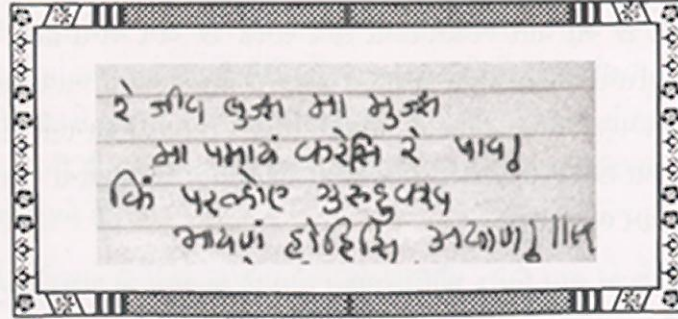 रे जीव बुज्झ मा मुज्झ
मा पमायं करेसि रे पाव!
किं परलोए गुरुदुक्ख
भायणं होहिसि अयाण! ॥